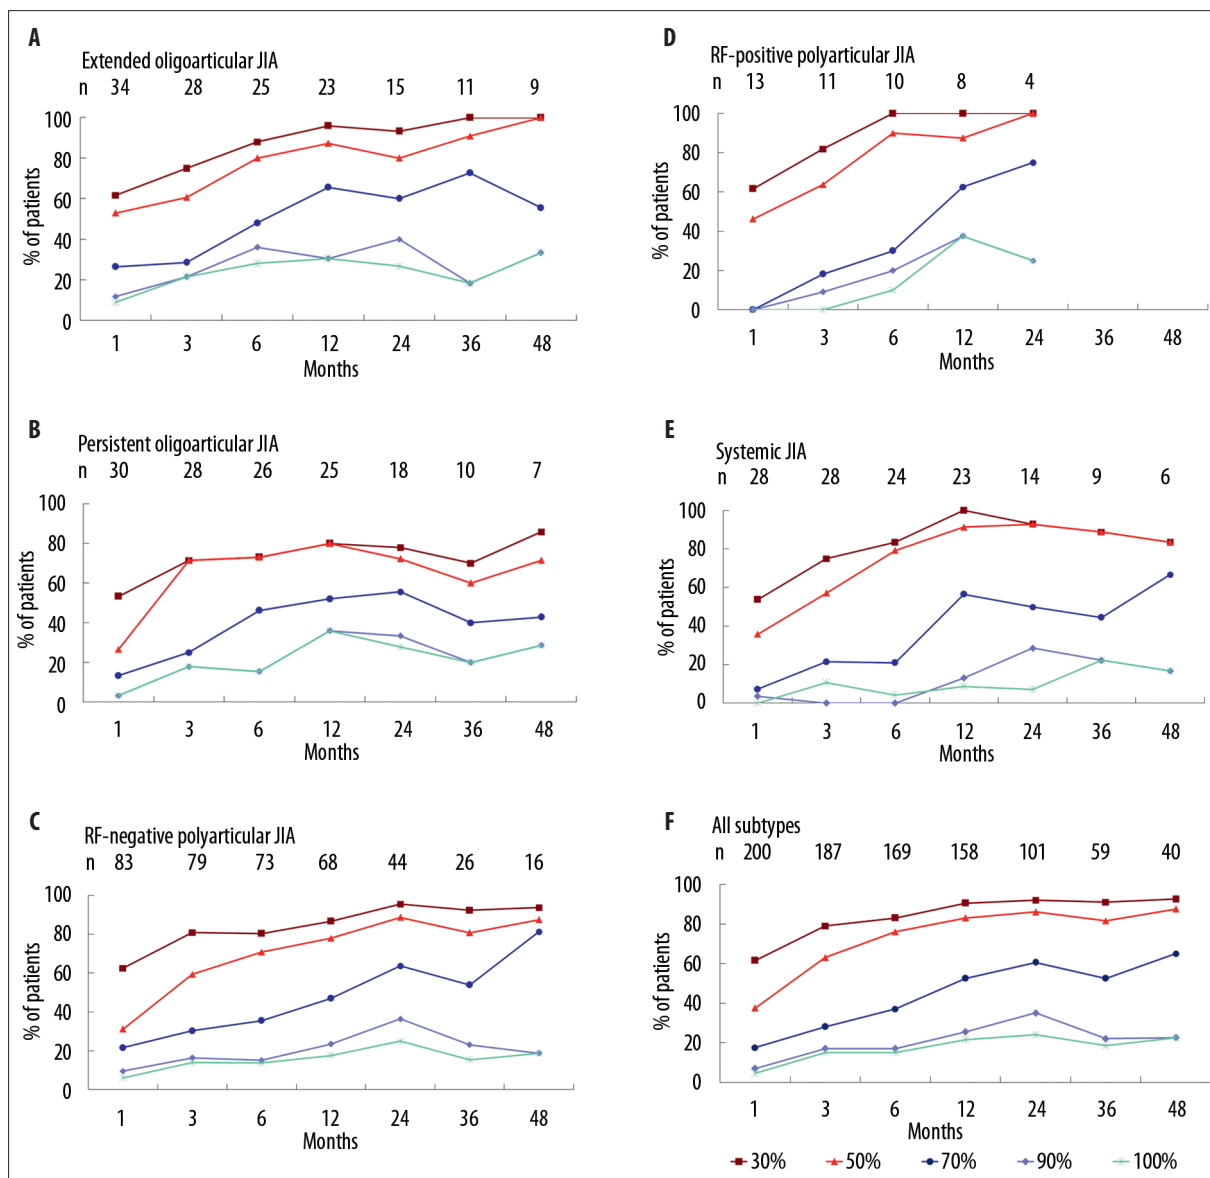 A
Extended oligoarticular JIA
n 34 28 25 23 15 11 9
100
80
60
40
20
0
% of patients
1 3 6 12 24 36 48
Months
B
Persistent oligoarticular JIA
n 30 28 26 25 18 10 7
100
80
60
40
20
0
% of patients
1 3 6 12 24 36 48
Months
C
RF-negative polyarticular JIA
n 83 79 73 68 44 26 16
100
80
60
40
20
0
% of patients
1 3 6 12 24 36 48
Months
D
RF-positive polyarticular JIA
n 13 11 10 8 4
100
80
60
40
20
0
% of patients
1 3 6 12 24 36 48
Months
E
Systemic JIA
n 28 28 24 23 14 9 6
100
80
60
40
20
0
% of patients
1 3 6 12 24 36 48
Months
F
All subtypes
n 200 187 169 158 101 59 40
100
80
60
40
20
0
% of patients
1 3 6 12 24 36 48
Months
30% 50% 70% 90% 100%